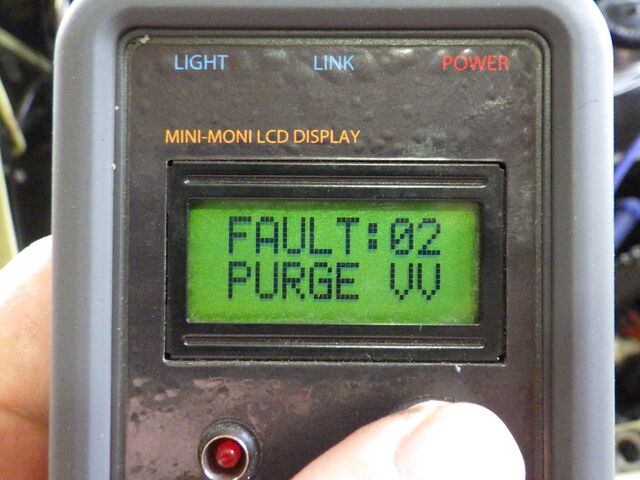 LIGHT LINK POWER
MINI-MONI LCD DISPLAY
FAULT:02
PURGE VV